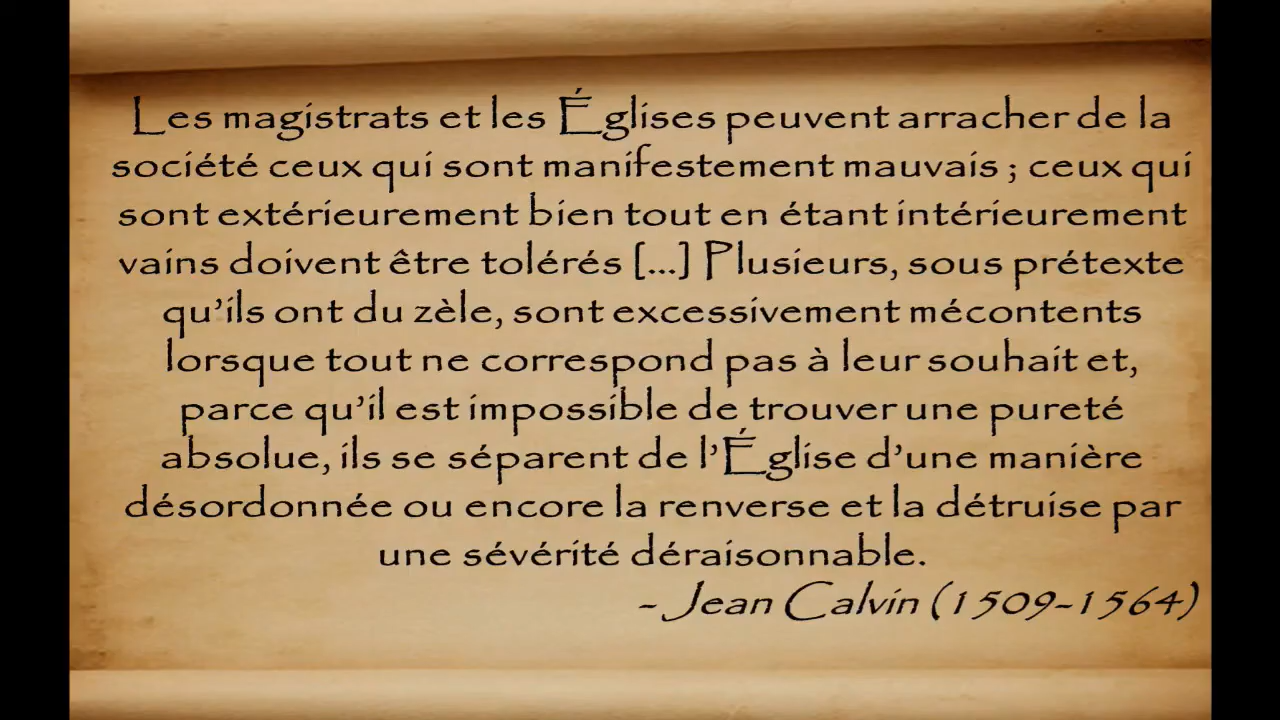 Les magistrats et les Églises peuvent arracher de la
société ceux qui sont manifestement mauvais ; ceux qui
sont extérieurement bien tout en étant intérieurement
vains doivent être tolérés [...] Plusieurs, sous prétexte
qu'ils ont du zèle, sont excessivement mécontents
lorsque tout ne correspond pas à leur souhait et,
parce qu'il est impossible de trouver une pureté
absolue, ils se séparent de l'Église d'une manière
désordonnée ou encore la renverse et la détruise par
une sévérité déraisonnable.
- Jean Calvin (1509-1564)